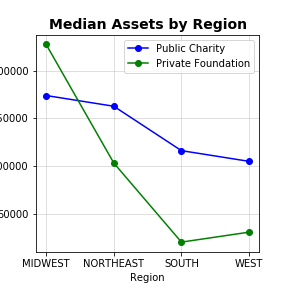 Median Assets by Region
Public Charity
Private Foundation
MIDWEST NORTHEAST SOUTH WEST
Region